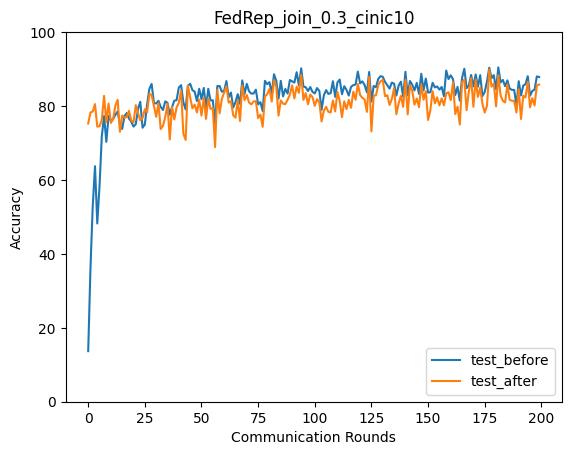 FedRep_join_0.3_cinic10
100
80
60
40
20
0
Accuracy
0 25 50 75 100 125 150 175 200
Communication Rounds
test_before
test_after